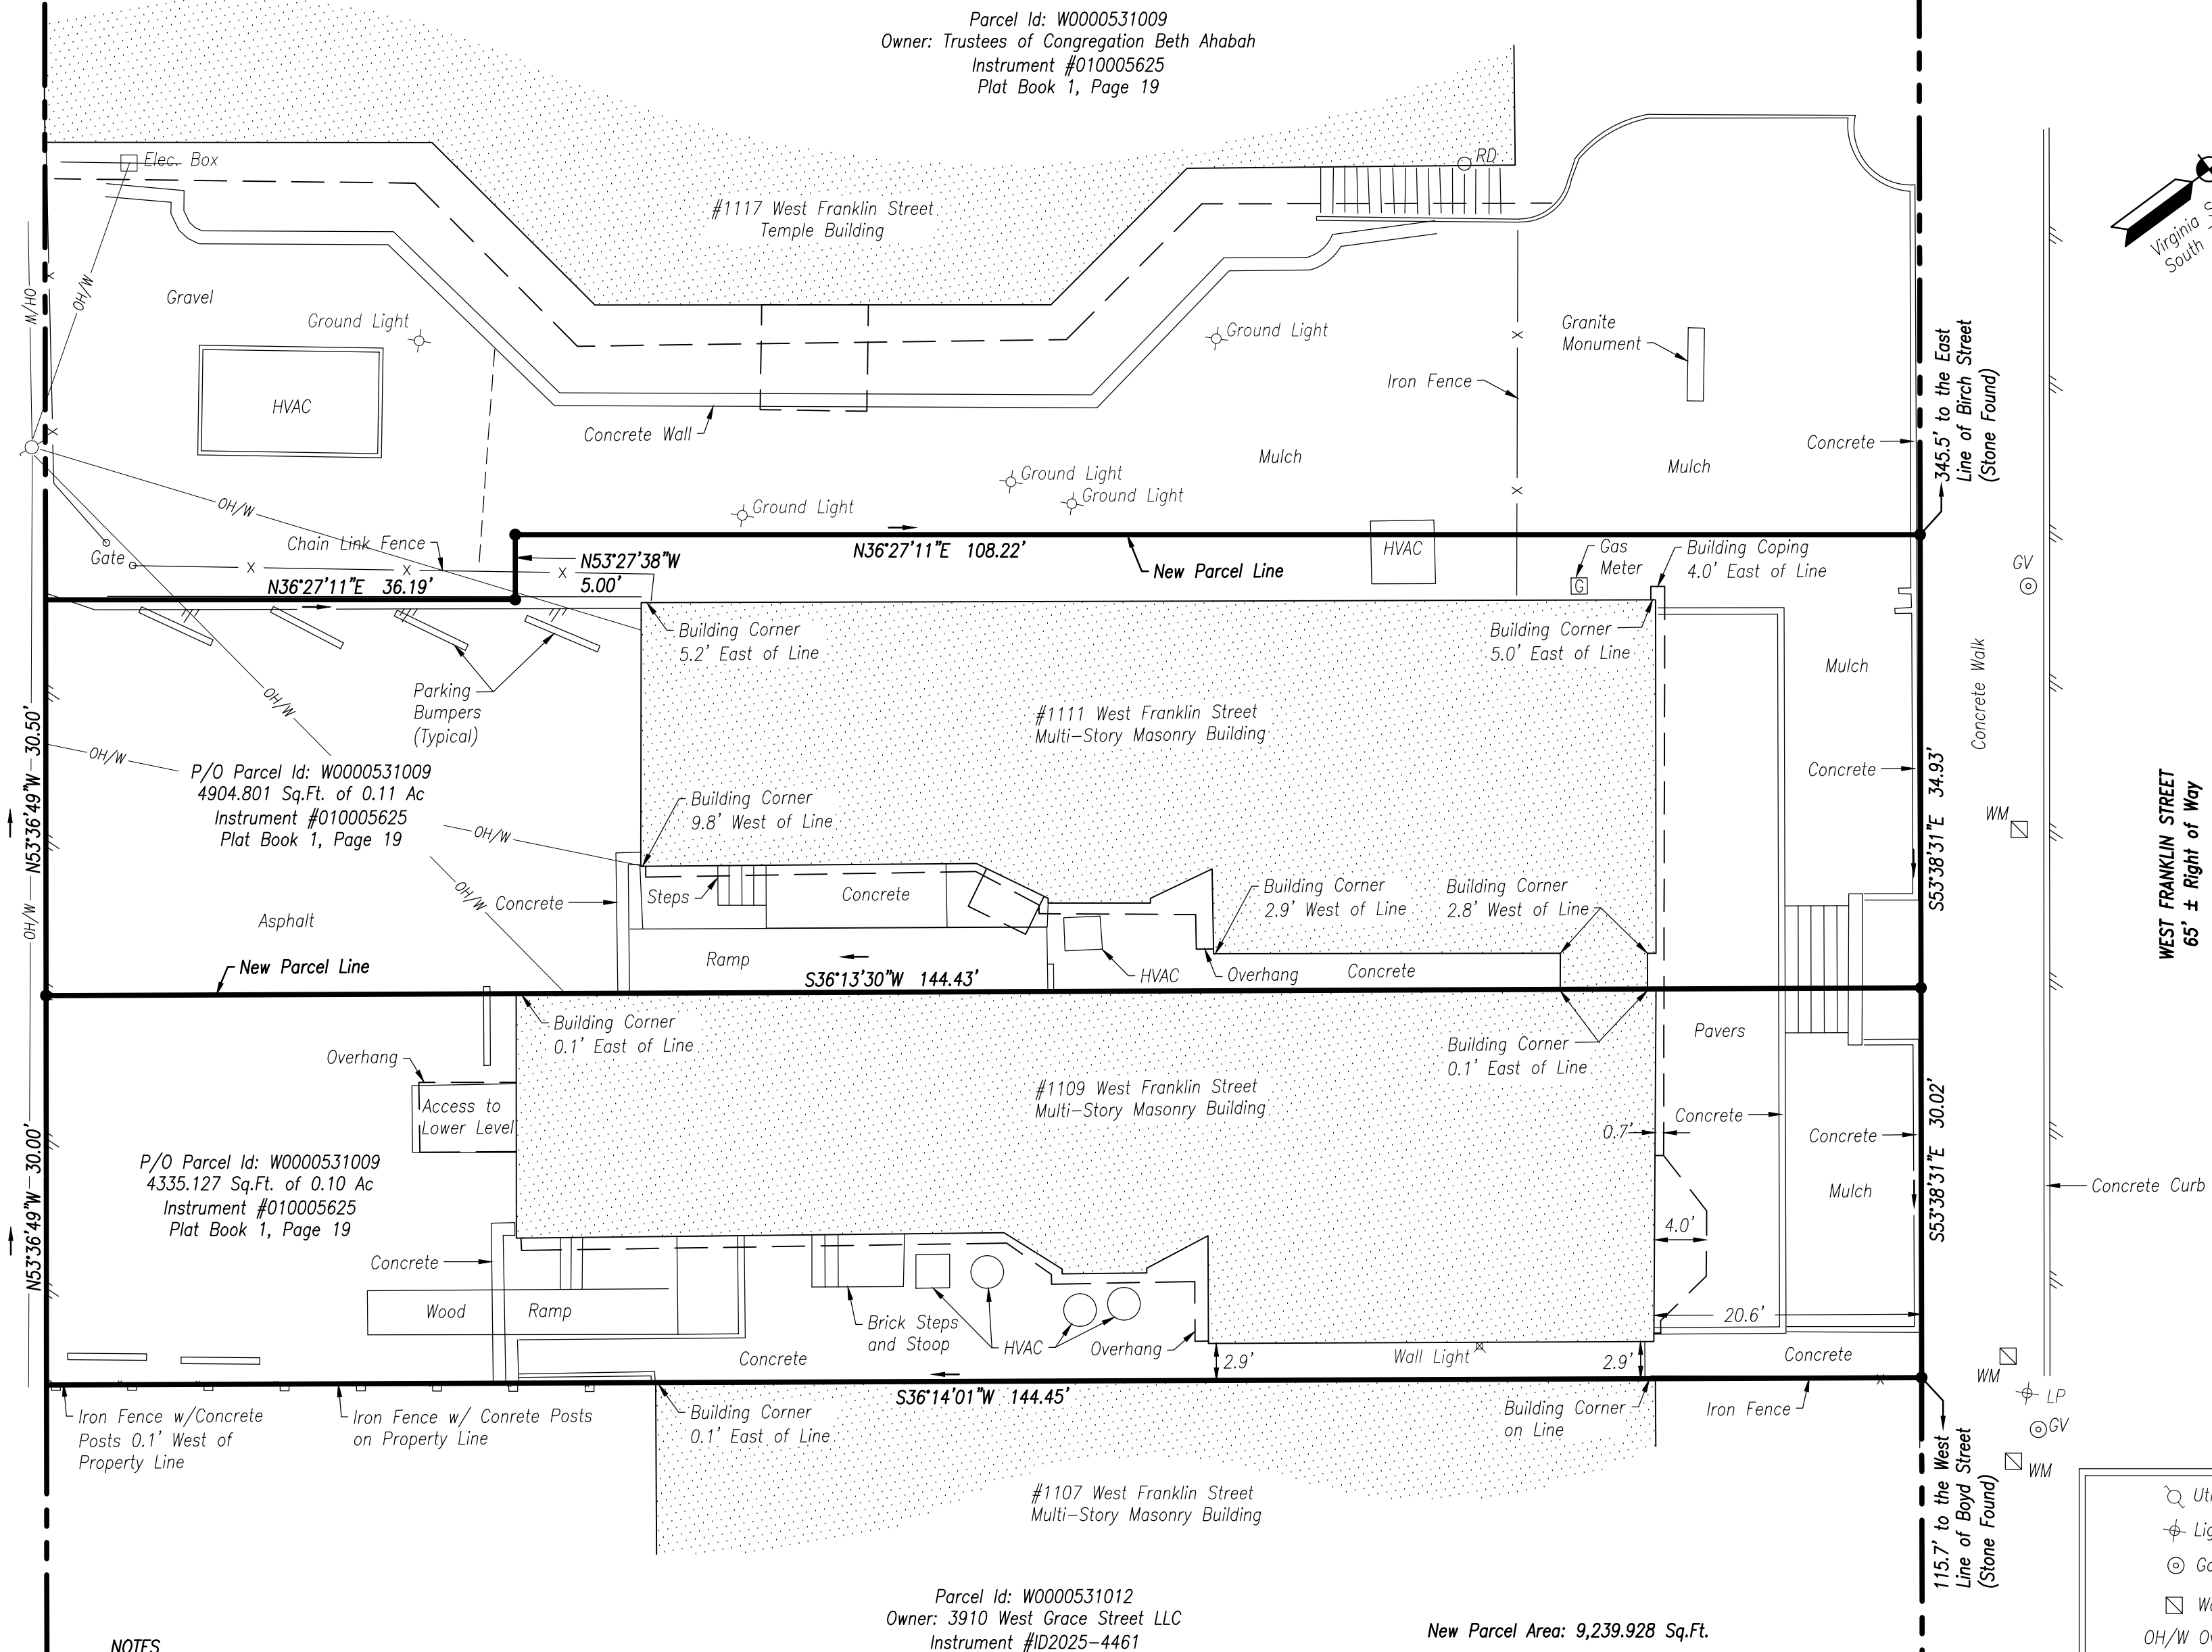 Parcel Id: W0000531009
Owner: Trustees of Congregation Beth Ahabah
Instrument #010005625
Plat Book 1, Page 19
Elec. Box
RD
#1117 West Franklin Street
Temple Building
Virginia
South
OH/W
OH/W
Gravel
Ground Light
Ground Light
Granite
Monument
HVAC
Iron Fence
Concrete Wall
Mulch
Mulch
Concrete
345.5' to the East
Line of Birch Street
(Stone Found)
Ground Light
Ground Light
Ground Light
OH/W
Gate
Chain Link Fence
X
X
X
X
X
X
X
N36°27'11"E 36.19'
N53°27'38"W
5.00'
N36°27'11"E 108.22'
New Parcel Line
HVAC
Gas
Meter
G
Building Coping
4.0' East of Line
GV
Building Corner
5.2' East of Line
Building Corner
5.0' East of Line
Mulch
Concrete Walk
Parking
Bumpers
(Typical)
OH/W
OH/W
N53°36'49"W 30.50'
#1111 West Franklin Street
Multi-Story Masonry Building
Concrete
S53°38'31"E 34.93'
WEST FRANKLIN STREET
65' ± Right of Way
WM
P/O Parcel Id: W0000531009
4904.801 Sq.Ft. of 0.11 Ac
Instrument #010005625
Plat Book 1, Page 19
Building Corner
9.8' West of Line
OH/W
OH/W
OH/W
Asphalt
Concrete
Steps
Concrete
Building Corner
2.9' West of Line
Building Corner
2.8' West of Line
Ramp
HVAC
Overhang
Concrete
New Parcel Line
S36°13'30"W 144.43'
Building Corner
0.1' East of Line
Building Corner
0.1' East of Line
Pavers
Overhang
Access to
Lower Level
#1109 West Franklin Street
Multi-Story Masonry Building
0.7'
Concrete
Concrete
Mulch
S53°38'31"E 30.02'
Concrete Curb
N53°36'49"W 30.00'
P/O Parcel Id: W0000531009
4335.127 Sq.Ft. of 0.10 Ac
Instrument #010005625
Plat Book 1, Page 19
4.0'
Concrete
Wood Ramp
Brick Steps
and Stoop
HVAC
Overhang
20.6'
Concrete
2.9'
Wall Light
2.9'
Concrete
X
WM
LP
GV
WM
S36°14'01"W 144.45'
Iron Fence w/Concrete
Posts 0.1' West of
Property Line
Iron Fence w/ Conrete Posts
on Property Line
Building Corner
0.1' East of Line
Building Corner
on Line
Iron Fence
115.7' to the West
Line of Boyd Street
(Stone Found)
#1107 West Franklin Street
Multi-Story Masonry Building
Parcel Id: W0000531012
Owner: 3910 West Grace Street LLC
Instrument #ID2025-4461
New Parcel Area: 9,239.928 Sq.Ft.
NOTES
OH/W